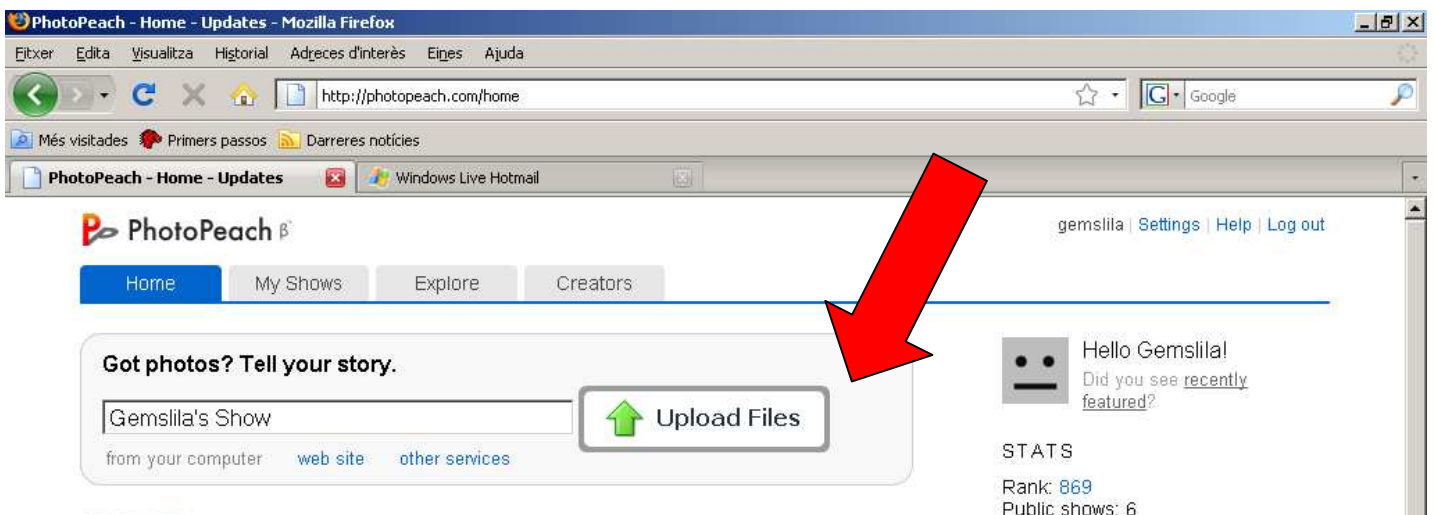 PhotoPeach - Home - Updates - Mozilla Firefox
Fitxer Edita Visualitza Historial Adreces d'interès Eines Ajuda
http://photopeach.com/home
G Google
Més visitades Primers passos Darreres notícies
PhotoPeach - Home - Updates Windows Live Hotmail
PhotoPeach β
gemslila | Settings | Help | Log out
Home My Shows Explore Creators
Got photos? Tell your story.
Gemslila's Show
Upload Files
from your computer web site other services
Hello Gemslila!
Did you see recently
featured?
STATS
Rank: 869
Public shows: 6